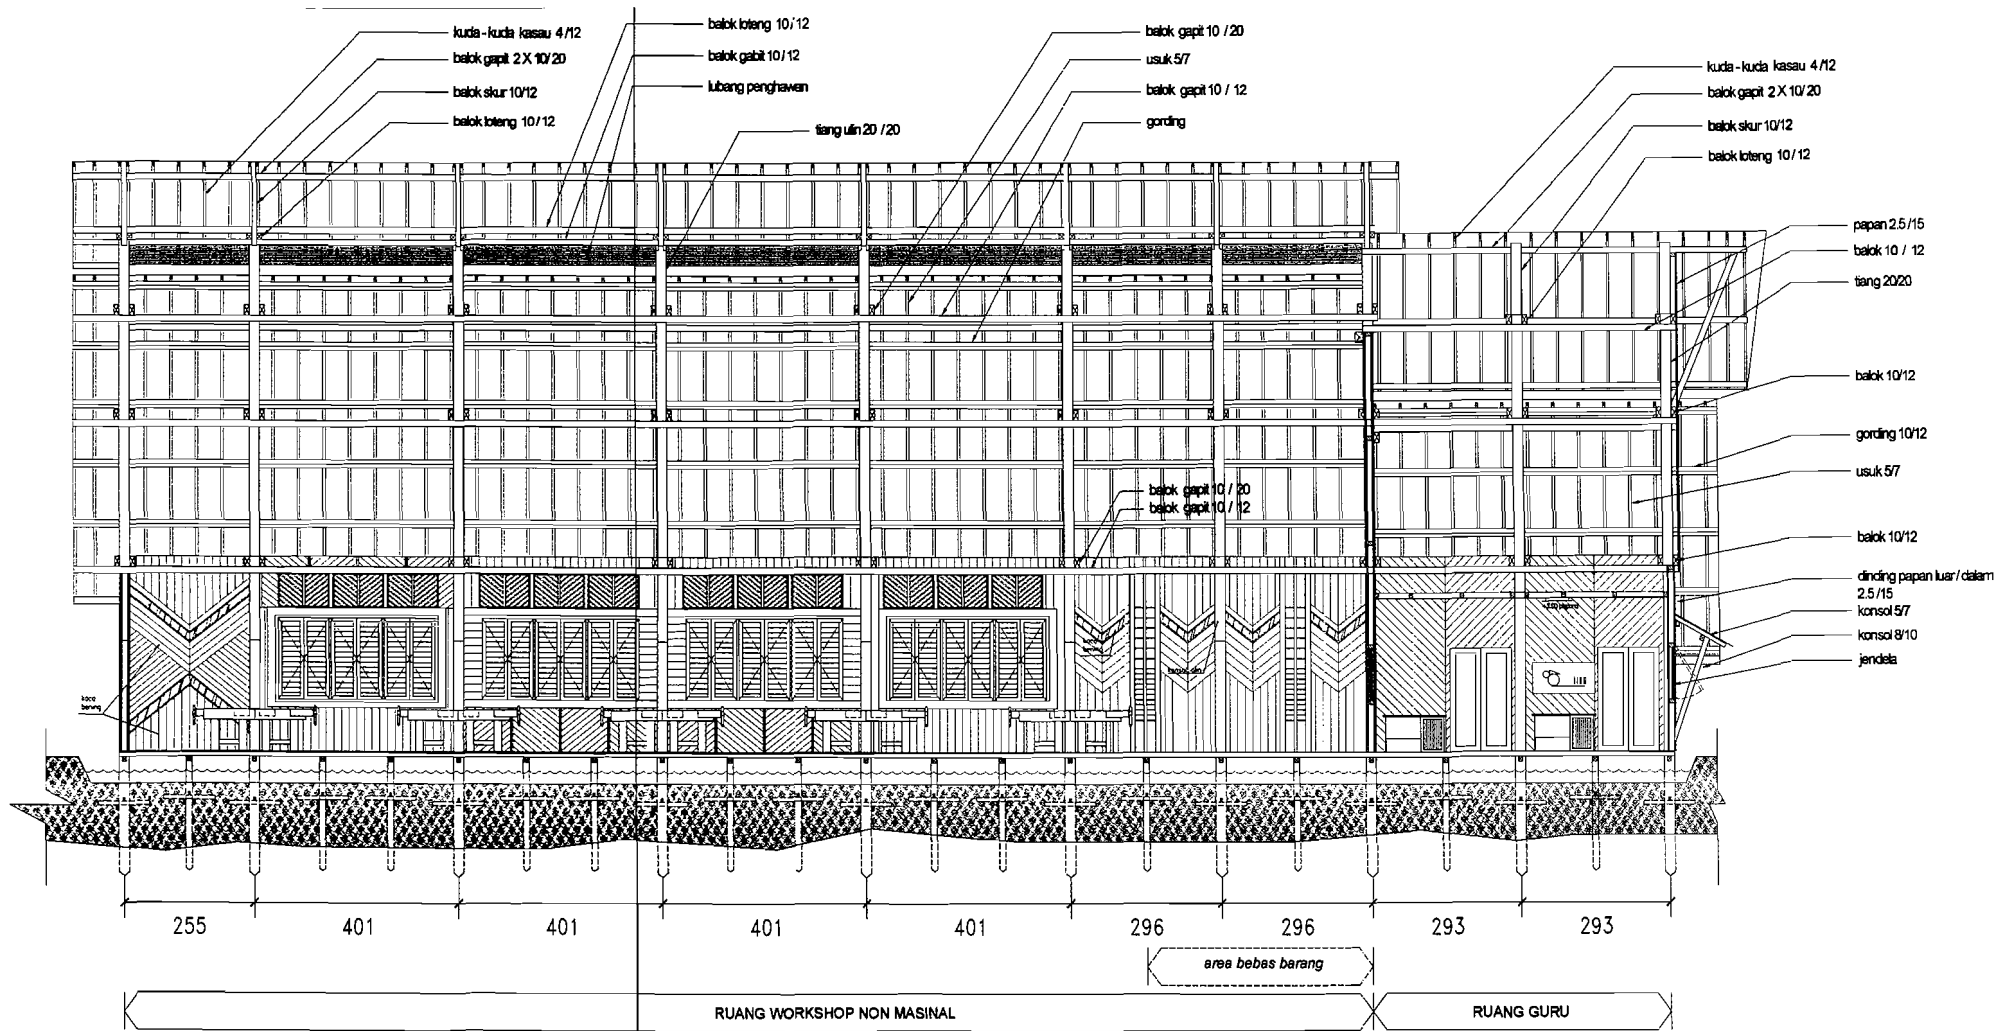 kuda-kuda kasau 4/12
balok gapit 2 X 10/20
balok skur 10/12
balok loteng 10/12
balok loteng 10/12
balok gabit 10/12
lubang penghawan
tiang ulin 20/20
balok gapit 10 / 20
usuk 5/7
balok gapit 10 / 12
gording
kuda-kuda kasau 4/12
balok gapit 2 X 10/20
balok skur 10/12
balok loteng 10/12
papan 2.5/15
balok 10 / 12
tiang 20/20
balok 10/12
gording 10/12
usuk 5/7
balok 10/12
dinding papan luar/dalam
2.5/15
konsol 5/7
konsol 8/10
jendela
balok gapit 10 / 20
balok gapit 10 / 12
kaca
bening
kaca
bening
255
401
401
401
401
296
296
293
293
area bebas barang
RUANG WORKSHOP NON MASINAL
RUANG GURU